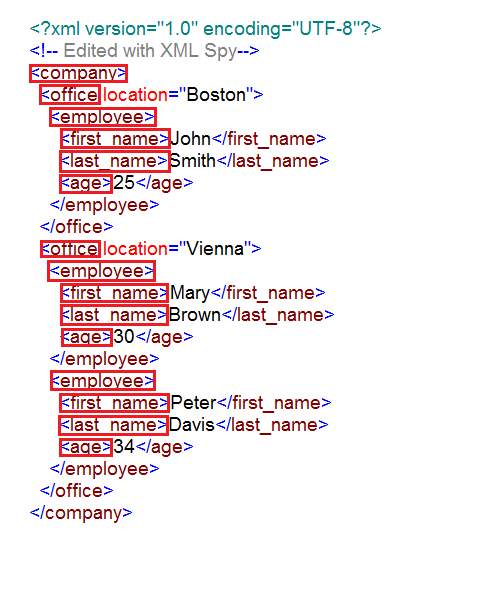 <?xml version="1.0" encoding="UTF-8"?>
<!-- Edited with XML Spy-->
<company>
<office location="Boston">
<employee>
<first_name>John</first_name>
<last_name>Smith</last_name>
<age>25</age>
</employee>
</office>
<office location="Vienna">
<employee>
<first_name>Mary</first_name>
<last_name>Brown</last_name>
<age>30</age>
</employee>
<employee>
<first_name>Peter</first_name>
<last_name>Davis</last_name>
<age>34</age>
</employee>
</office>
</company>